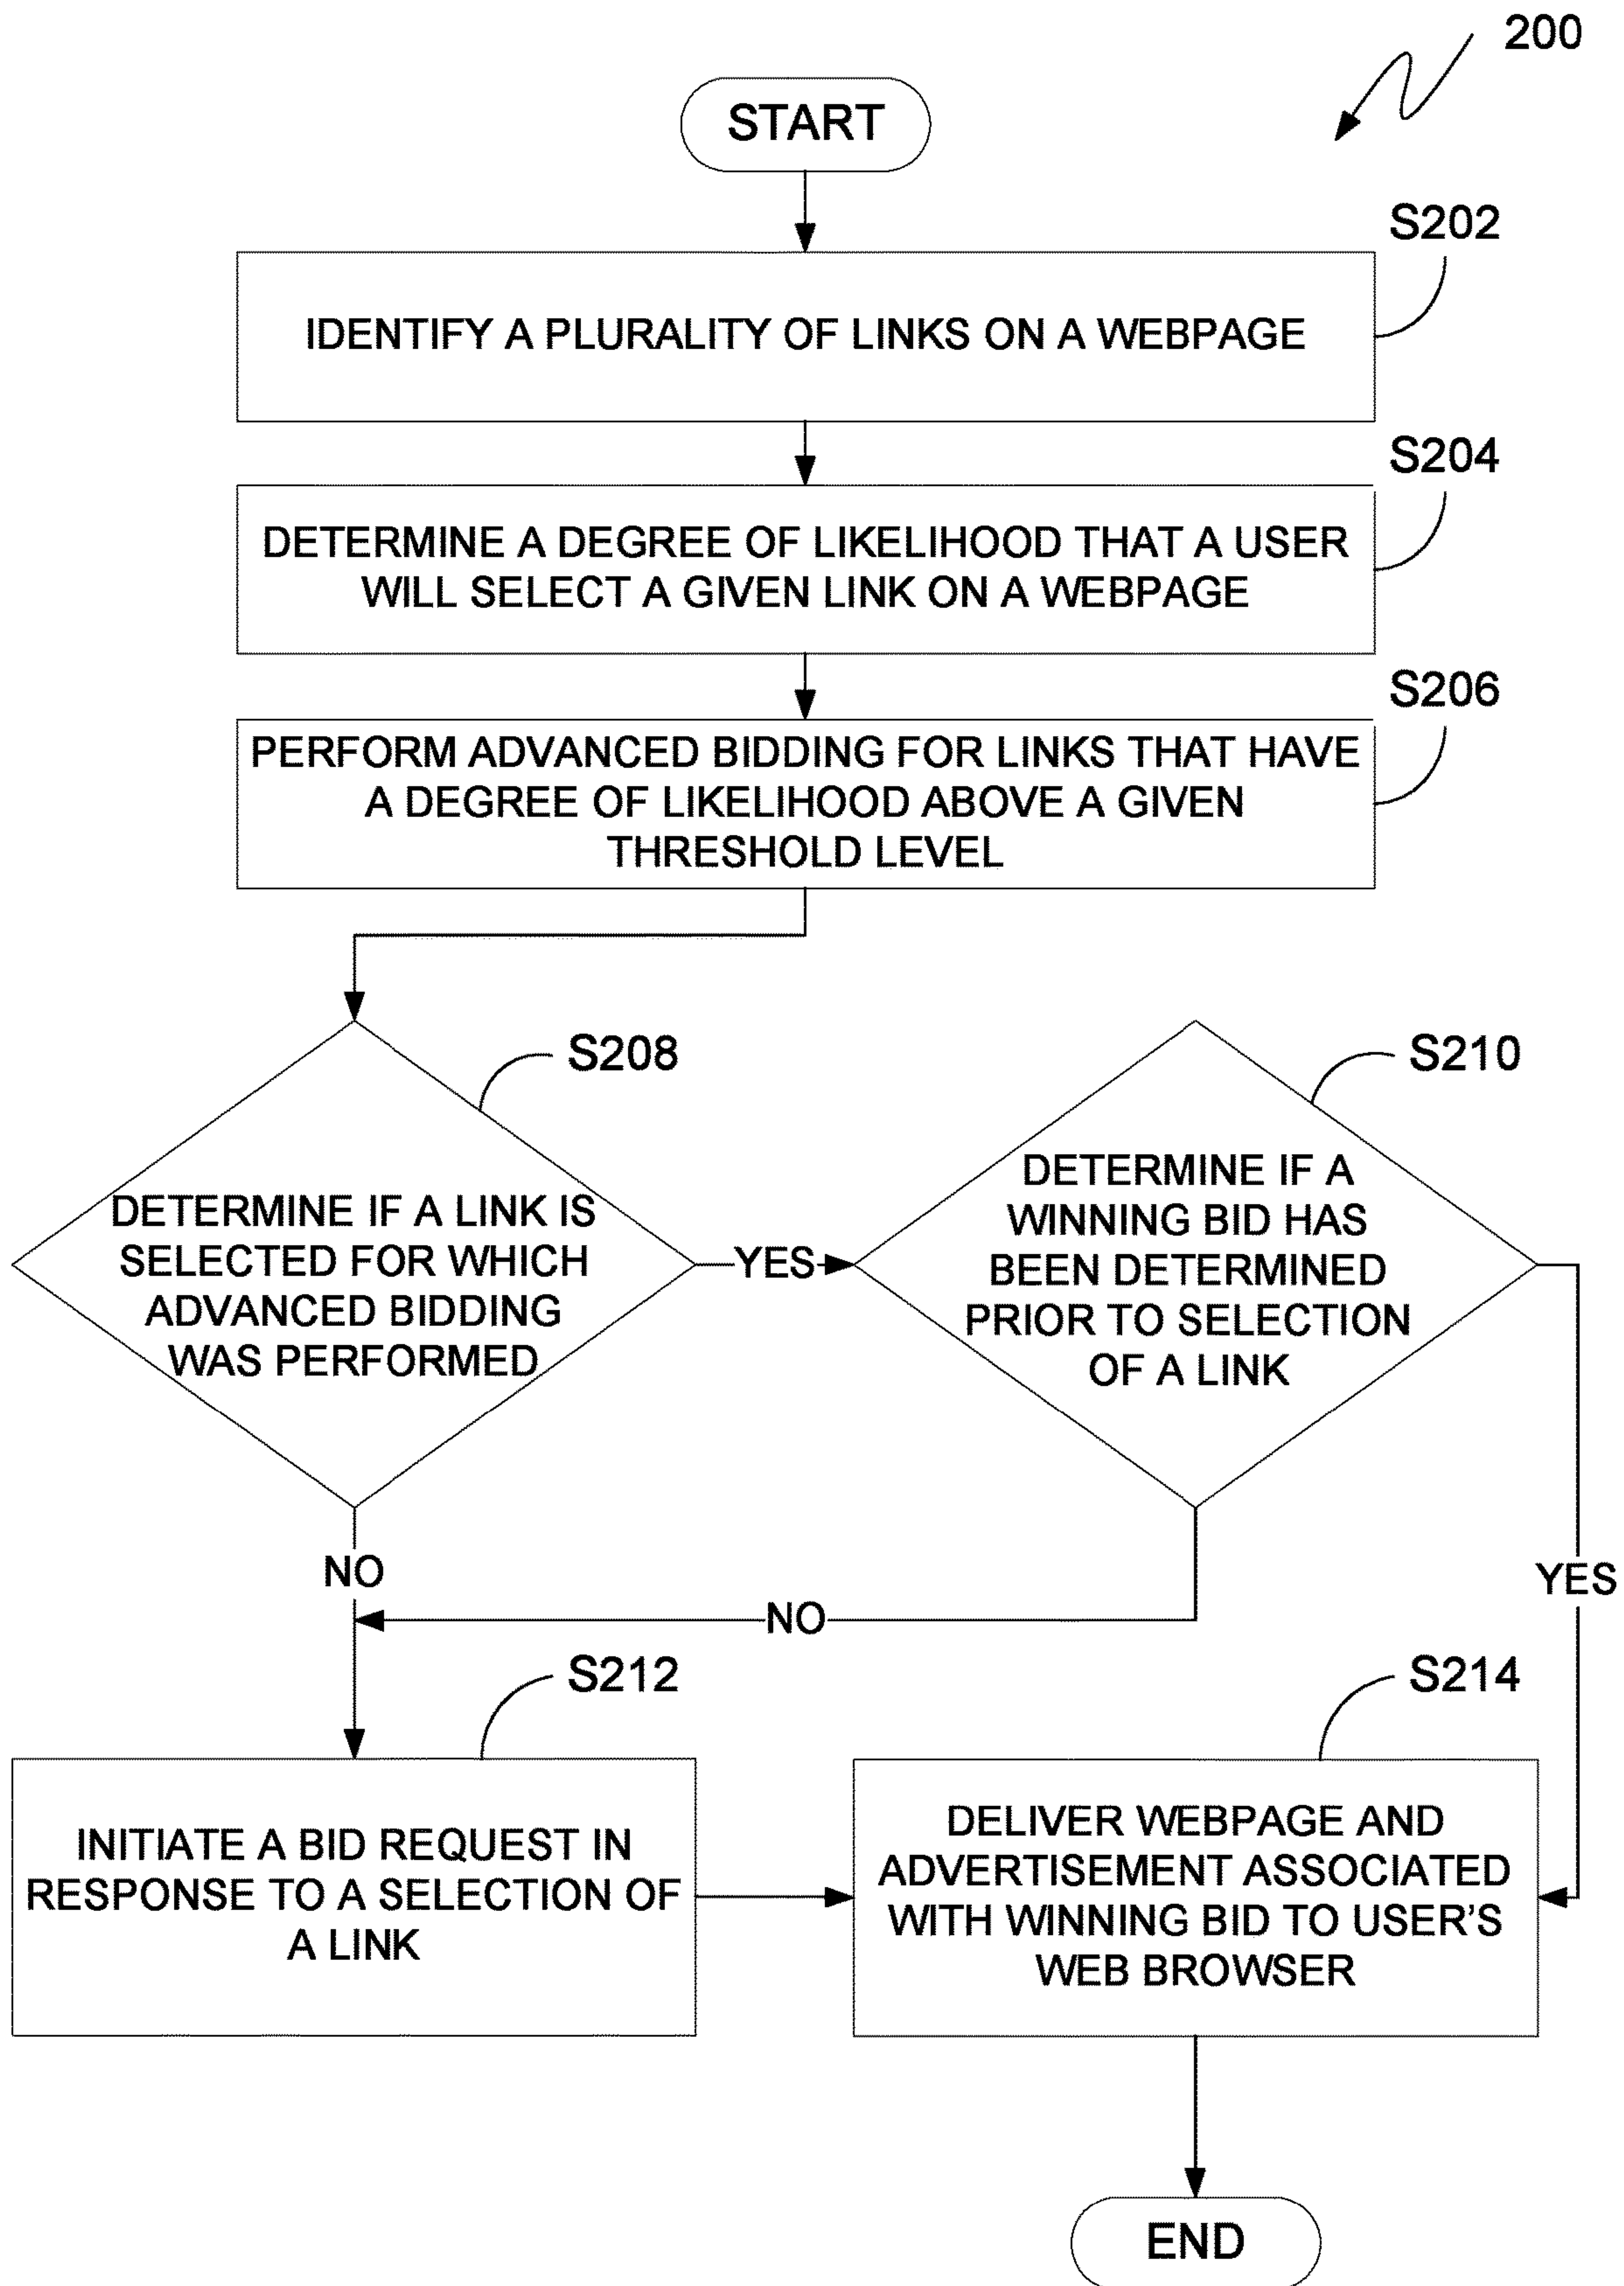 200
START
S202
IDENTIFY A PLURALITY OF LINKS ON A WEBPAGE
S204
DETERMINE A DEGREE OF LIKELIHOOD THAT A USER
WILL SELECT A GIVEN LINK ON A WEBPAGE
S206
PERFORM ADVANCED BIDDING FOR LINKS THAT HAVE
A DEGREE OF LIKELIHOOD ABOVE A GIVEN
THRESHOLD LEVEL
S208
DETERMINE IF A LINK IS
SELECTED FOR WHICH
ADVANCED BIDDING
WAS PERFORMED
YES
S210
DETERMINE IF A
WINNING BID HAS
BEEN DETERMINED
PRIOR TO SELECTION
OF A LINK
NO
NO
YES
S212
INITIATE A BID REQUEST IN
RESPONSE TO A SELECTION OF
A LINK
S214
DELIVER WEBPAGE AND
ADVERTISEMENT ASSOCIATED
WITH WINNING BID TO USER'S
WEB BROWSER
END